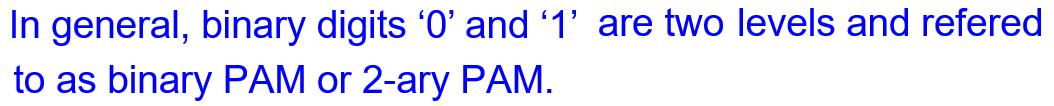 In general, binary digits ‘0’ and ‘1’ are two levels and refered
to as binary PAM or 2-ary PAM.